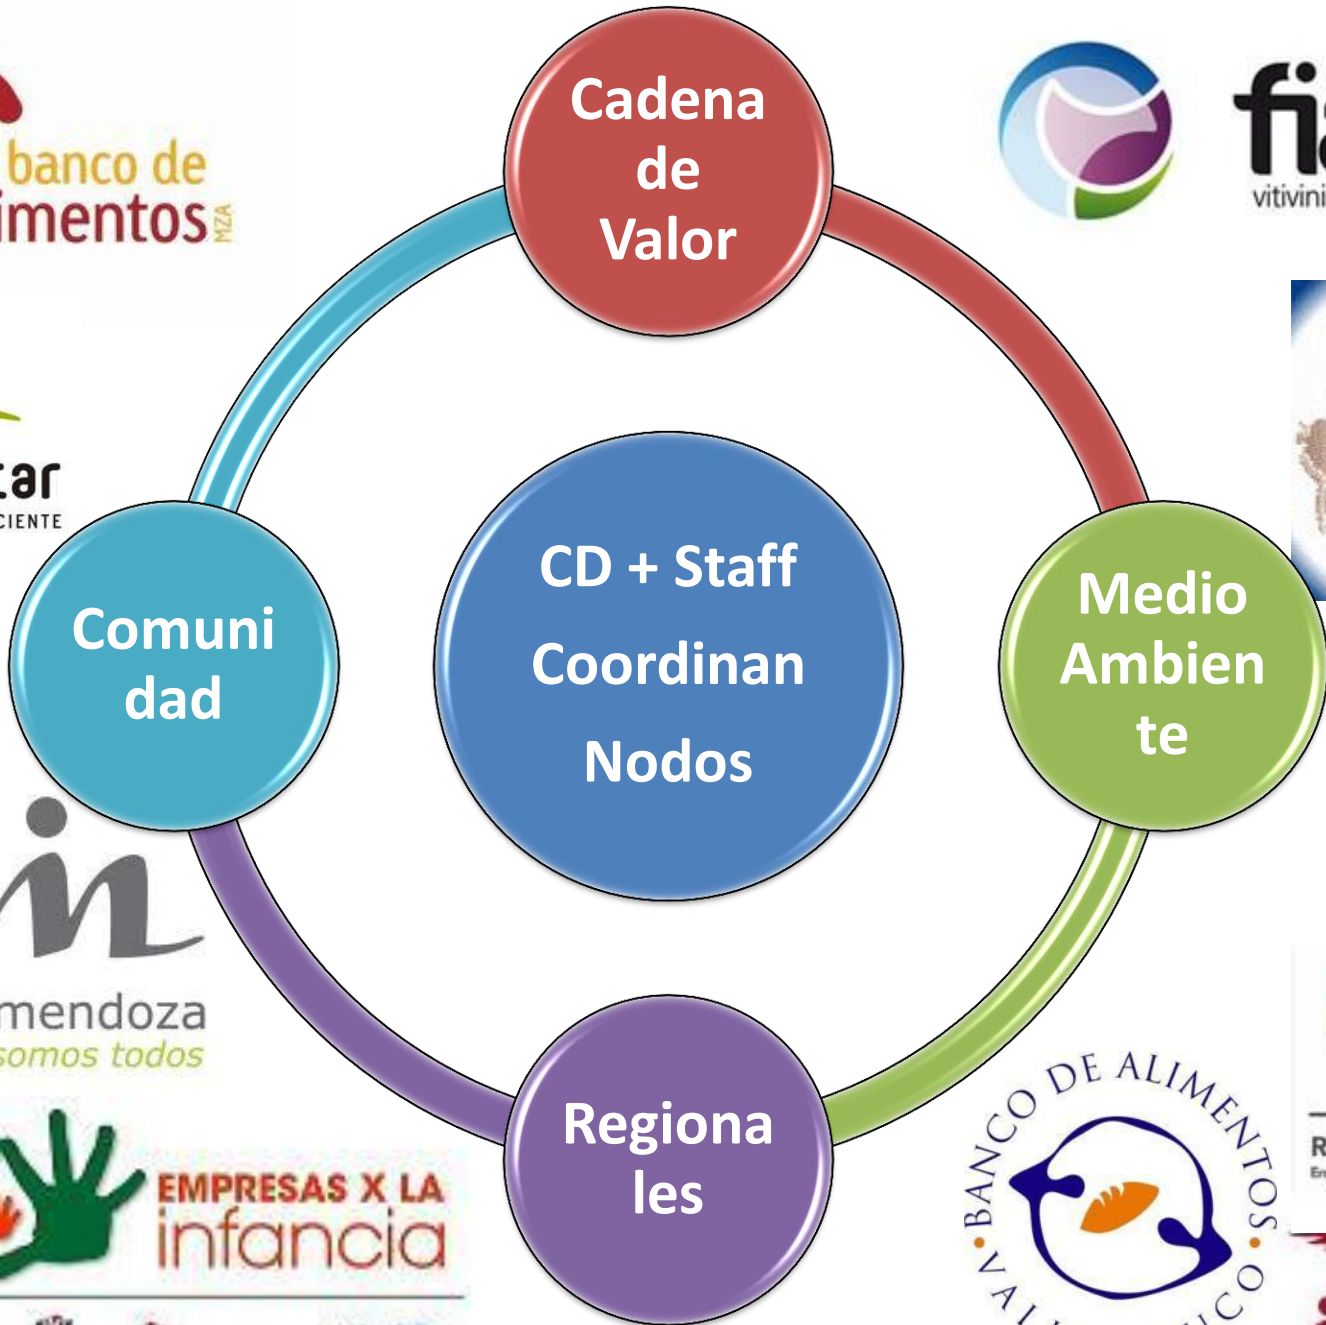 Cadena
de
Valor
banco de
imentos MZA
vitivini
CIENTE
Comuni
dad
CD + Staff
Coordinan
Nodos
Medio
Ambien
te
mendoza
somos todos
Regiona
les
EMPRESAS X LA
infancia
BANCO DE ALIMENTOS